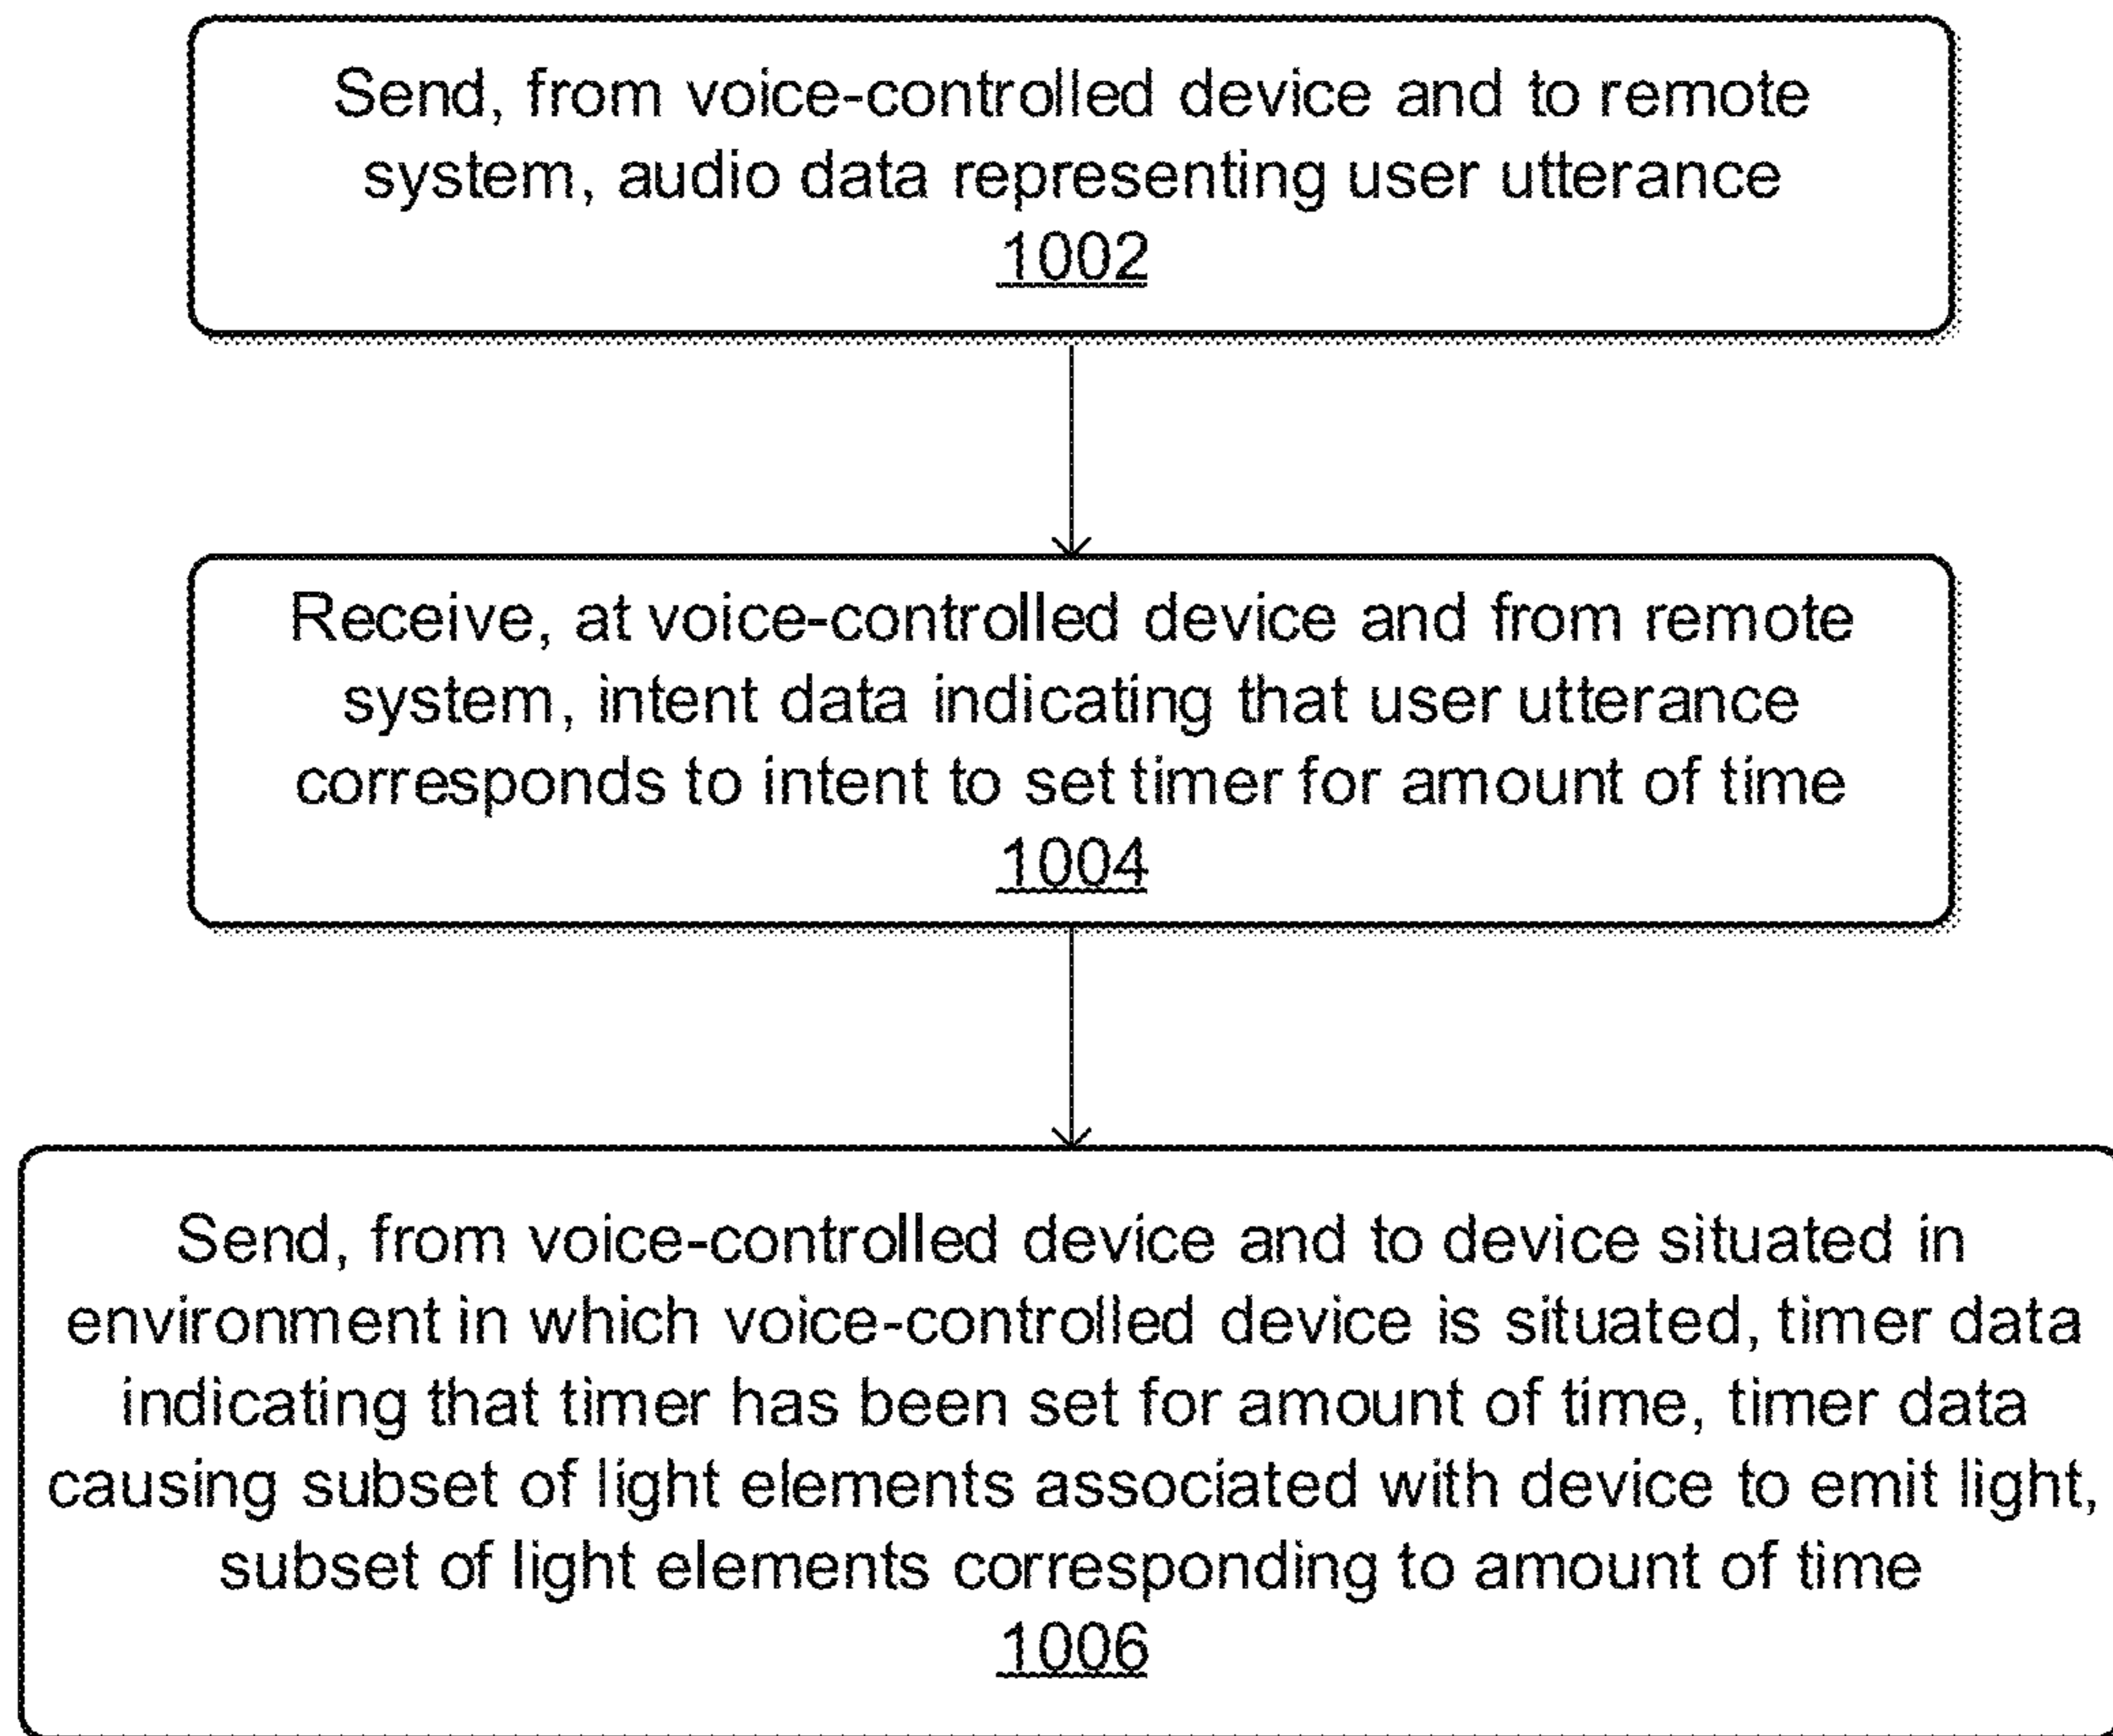 Send, from voice-controlled device and to remote
system, audio data representing user utterance
1002
Receive, at voice-controlled device and from remote
system, intent data indicating that user utterance
corresponds to intent to set timer for amount of time
1004
Send, from voice-controlled device and to device situated in
environment in which voice-controlled device is situated, timer data
indicating that timer has been set for amount of time, timer data
causing subset of light elements associated with device to emit light,
subset of light elements corresponding to amount of time
1006